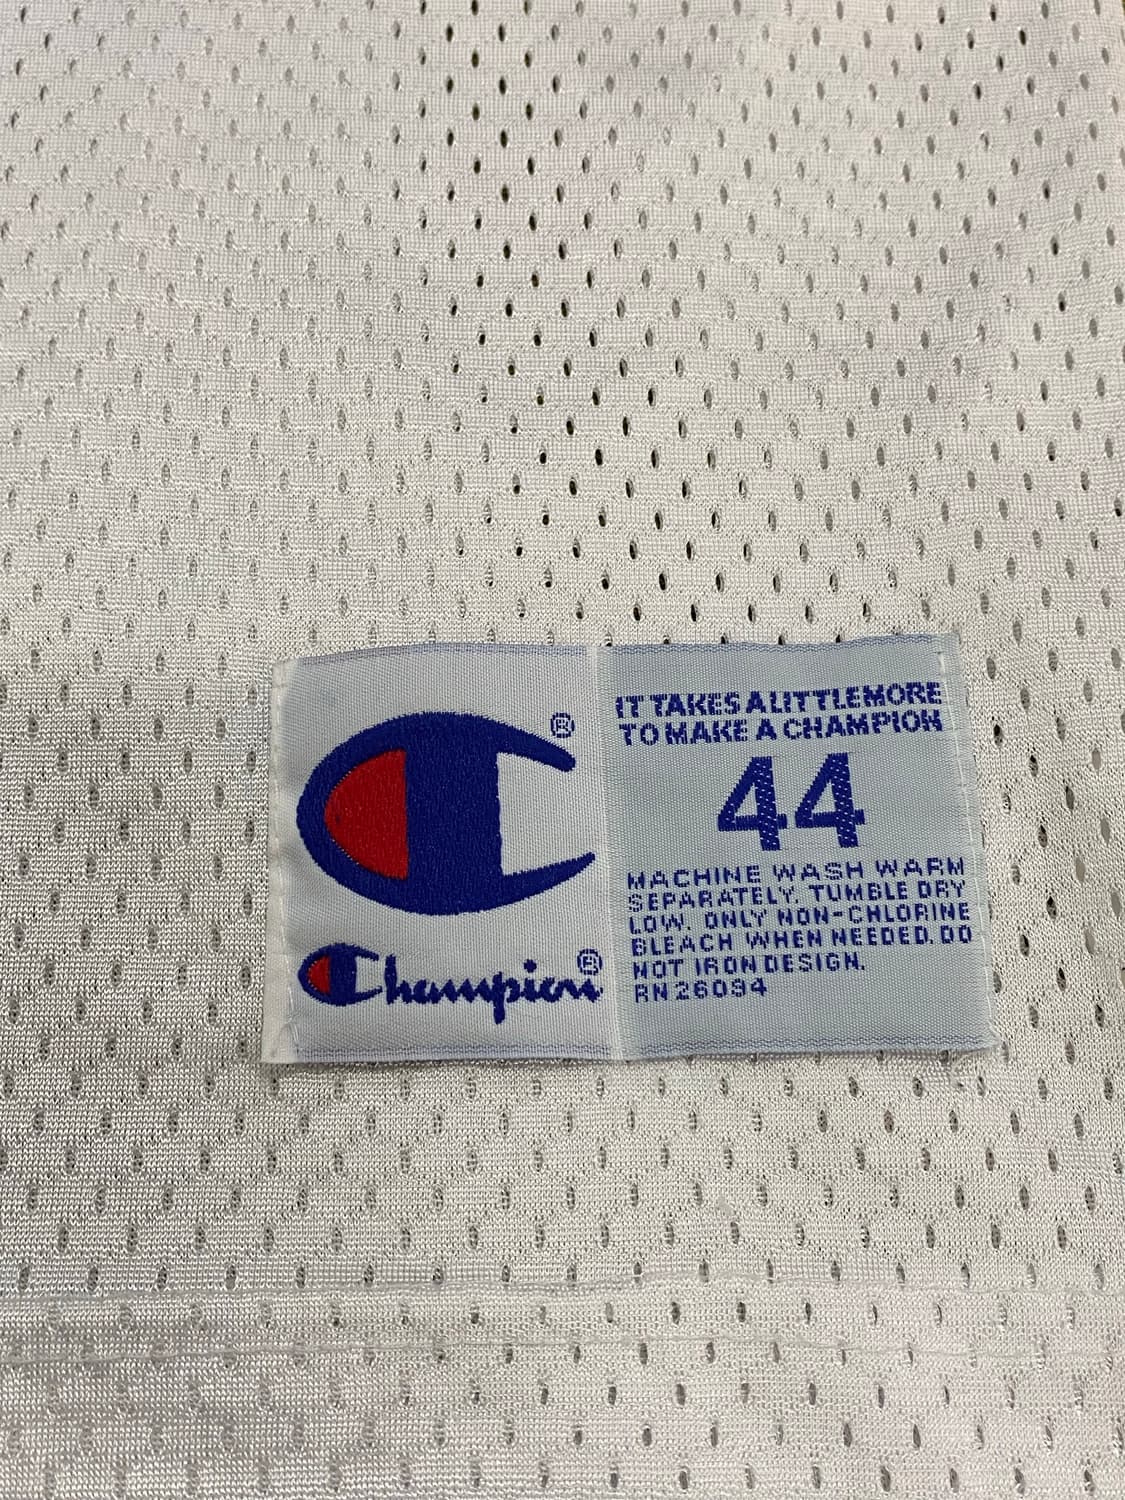 ®
Champion®
IT TAKES A LITTLE MORE
TO MAKE A CHAMPION
44
MACHINE WASH WARM
SEPARATELY. TUMBLE DRY
LOW. ONLY NON-CHLORINE
BLEACH WHEN NEEDED. DO
NOT IRON DESIGN.
RN 26094